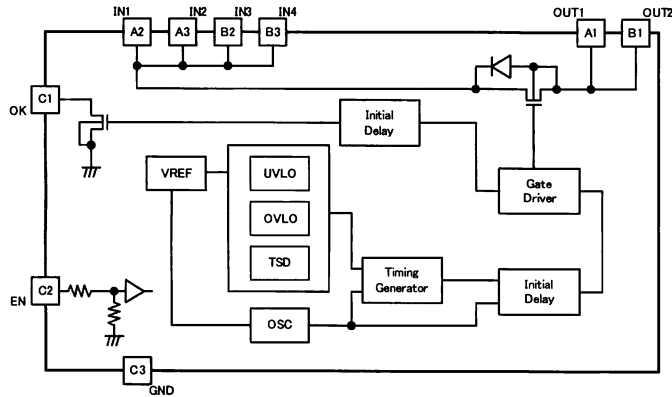 IN1 IN2 IN3 IN4 OUT1 OUT2
A2 A3 B2 B3 A1 B1
C1
OK
Initial
Delay
VREF
UVLO
OVLO
TSD
Gate
Driver
C2
EN
Timing
Generator
Initial
Delay
OSC
C3
GND